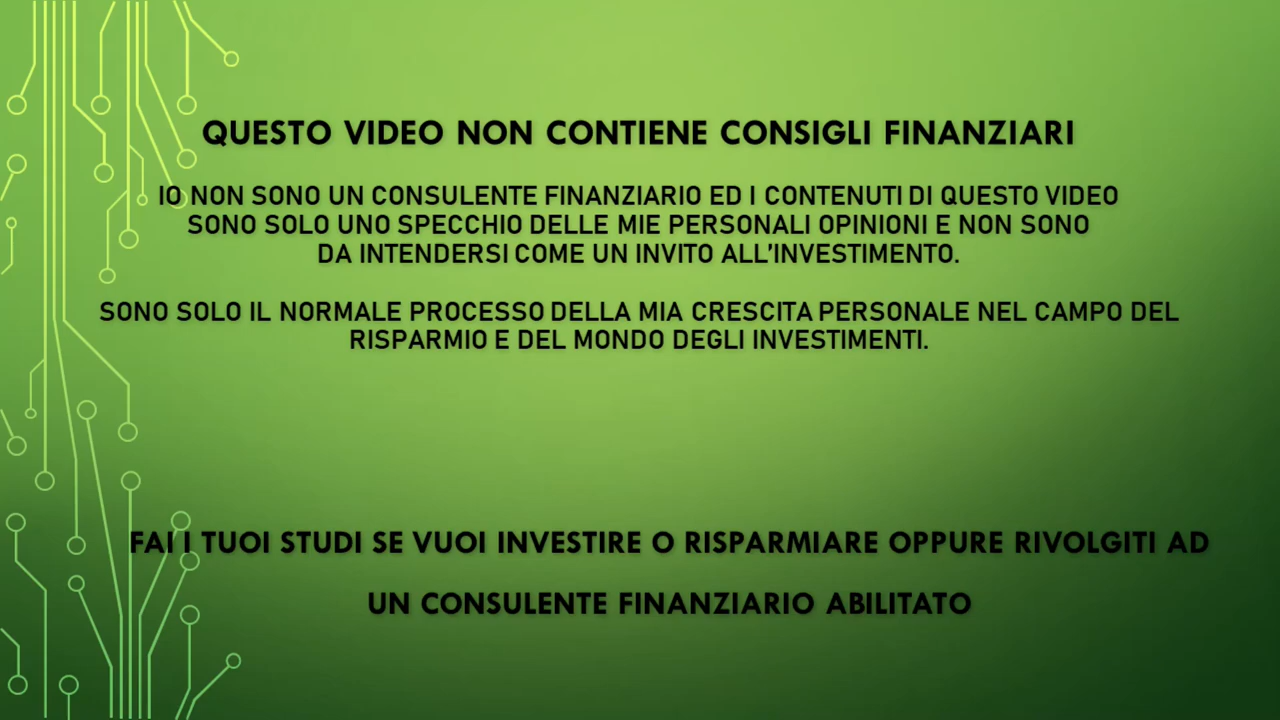 QUESTO VIDEO NON CONTIENE CONSIGLI FINANZIARI
IO NON SONO UN CONSULENTE FINANZIARIO ED I CONTENUTI DI QUESTO VIDEO
SONO SOLO UNO SPECCHIO DELLE MIE PERSONALI OPINIONI E NON SONO
DA INTENDERSI COME UN INVITO ALL'INVESTIMENTO.
SONO SOLO IL NORMALE PROCESSO DELLA MIA CRESCITA PERSONALE NEL CAMPO DEL
RISPARMIO E DEL MONDO DEGLI INVESTIMENTI.
FAI I TUOI STUDI SE VUOI INVESTIRE O RISPARMIARE OPPURE RIVOLGITI AD
UN CONSULENTE FINANZIARIO ABILITATO